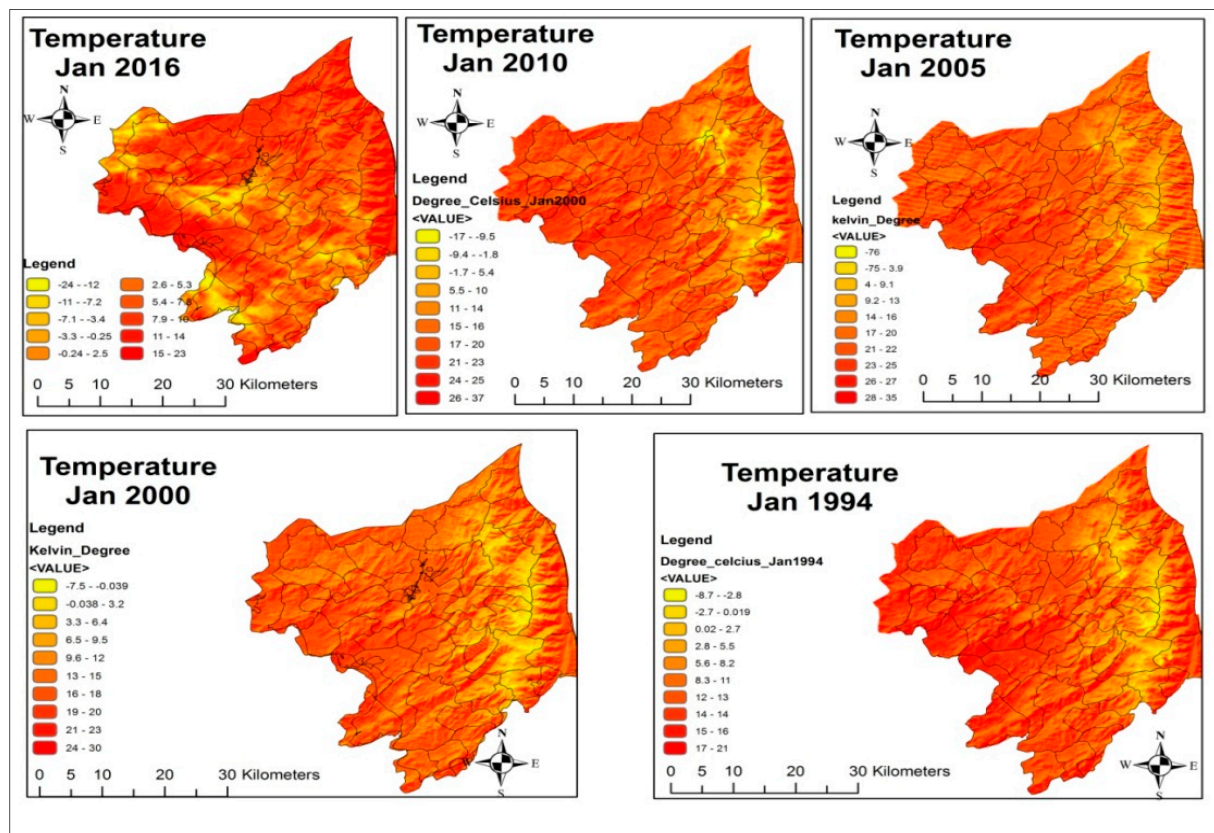 Temperature
Jan 2016
N
W E
S
Legend
-24 - -12
-11 - -7.2
-7.1 - -3.4
-3.3 - -0.25
-0.24 - 2.5
2.6 - 5.3
5.4 - 7.8
7.9 - 10
11 - 14
15 - 23
0 10 20 30 Kilometers
Temperature
Jan 2010
N
W E
S
Legend
Degree_Celsius_Jan2000
<VALUE>
-17 - -9.5
-9.4 - -1.8
-1.7 - 5.4
5.5 - 10
11 - 14
15 - 16
17 - 20
21 - 23
24 - 25
26 - 37
0 10 20 30 Kilometers
Temperature
Jan 2005
N
W E
S
Legend
kelvin_Degree
<VALUE>
-76
-75 - 3.9
4 - 9.1
9.2 - 13
14 - 16
17 - 20
21 - 22
23 - 25
26 - 27
28 - 35
0 10 20 30 Kilometers
Temperature
Jan 2000
Legend
Kelvin_Degree
<VALUE>
-7.5 - -0.039
-0.038 - 3.2
3.3 - 6.4
6.5 - 9.5
9.6 - 12
13 - 15
16 - 18
19 - 20
21 - 23
24 - 30
N
W E
S
0 10 20 30 Kilometers
Temperature
Jan 1994
Legend
Degree_celcius_Jan1994
<VALUE>
-8.7 - -2.8
-2.7 - 0.019
0.02 - 2.7
2.8 - 5.5
5.6 - 8.2
8.3 - 11
12 - 13
14 - 14
15 - 16
17 - 21
N
W E
S
0 10 20 30 Kilometers